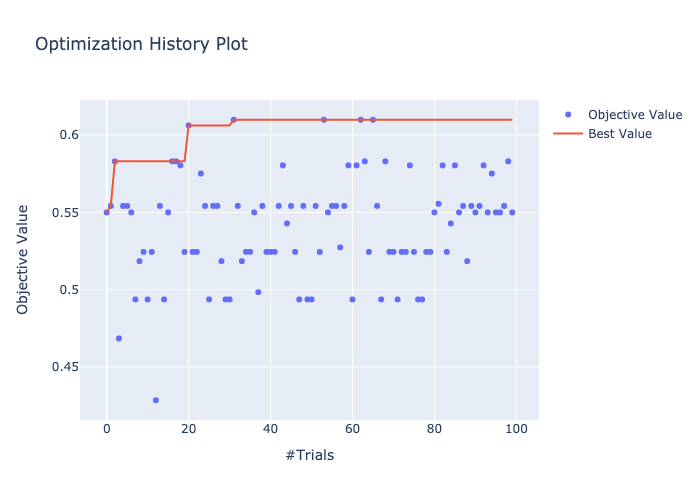 Optimization History Plot
Objective Value
Best Value
0.6
0.55
0.5
0.45
Objective Value
0 20 40 60 80 100
#Trials